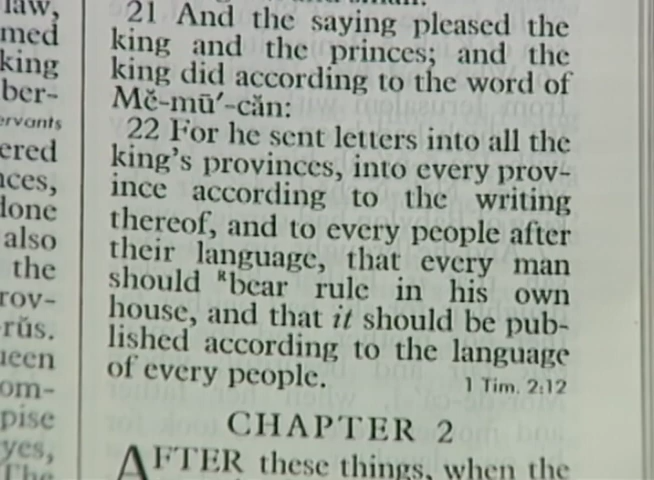 law,
med
king
ber-
ervants
ered
nces,
done
also
the
rov-
rŭs.
ueen
om-
pise
yes,
The
21 And the saying pleased the
king and the princes; and the
king did according to the word of
Mĕ-mū′-căn:
22 For he sent letters into all the
king's provinces, into every prov-
ince according to the writing
thereof, and to every people after
their language, that every man
should ᴿbear rule in his own
house, and that it should be pub-
lished according to the language
of every people. 1 Tim. 2:12
CHAPTER 2
AFTER these things, when the